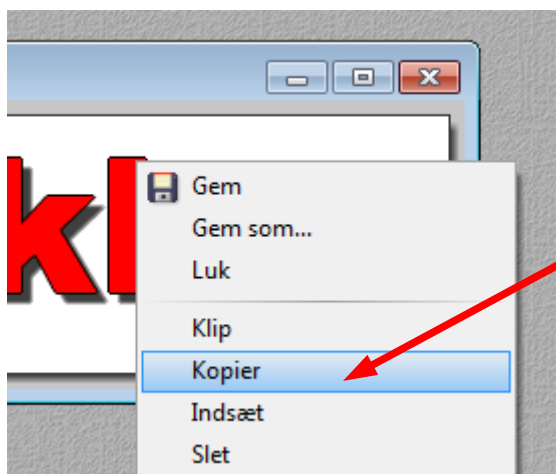 kl
Gem
Gem som...
Luk
Klip
Kopier
Indsæt
Slet